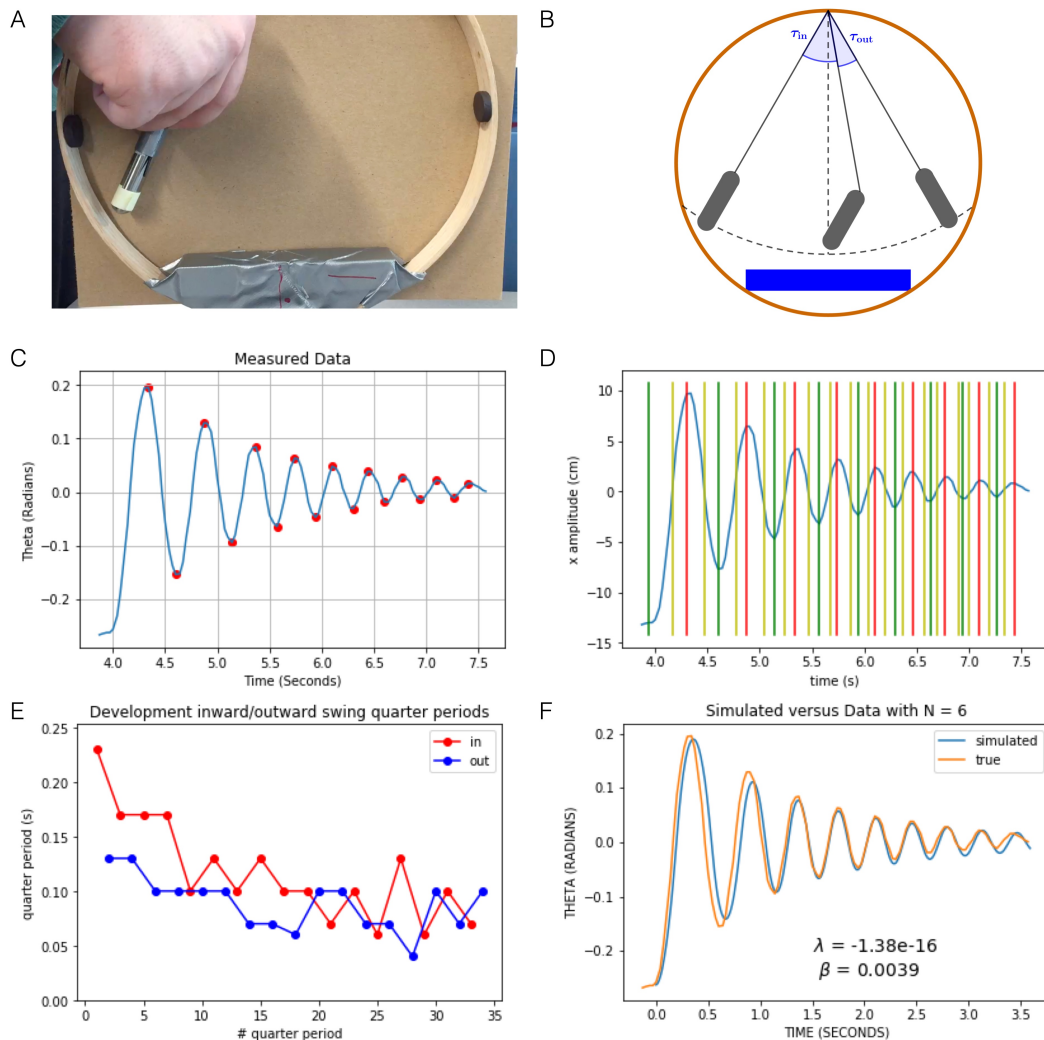 A
B
τin
τout
C
Measured Data
0.2
0.1
0.0
−0.1
−0.2
Theta (Radians)
4.0 4.5 5.0 5.5 6.0 6.5 7.0 7.5
Time (Seconds)
D
10
5
0
−5
−10
−15
x amplitude (cm)
4.0 4.5 5.0 5.5 6.0 6.5 7.0 7.5
time (s)
E
Development inward/outward swing quarter periods
in
out
0.25
0.20
0.15
0.10
0.05
0.00
quarter period (s)
0 5 10 15 20 25 30 35
# quarter period
F
Simulated versus Data with N = 6
simulated
true
0.2
0.1
0.0
−0.1
−0.2
THETA (RADIANS)
λ = -1.38e-16
β = 0.0039
0.0 0.5 1.0 1.5 2.0 2.5 3.0 3.5
TIME (SECONDS)